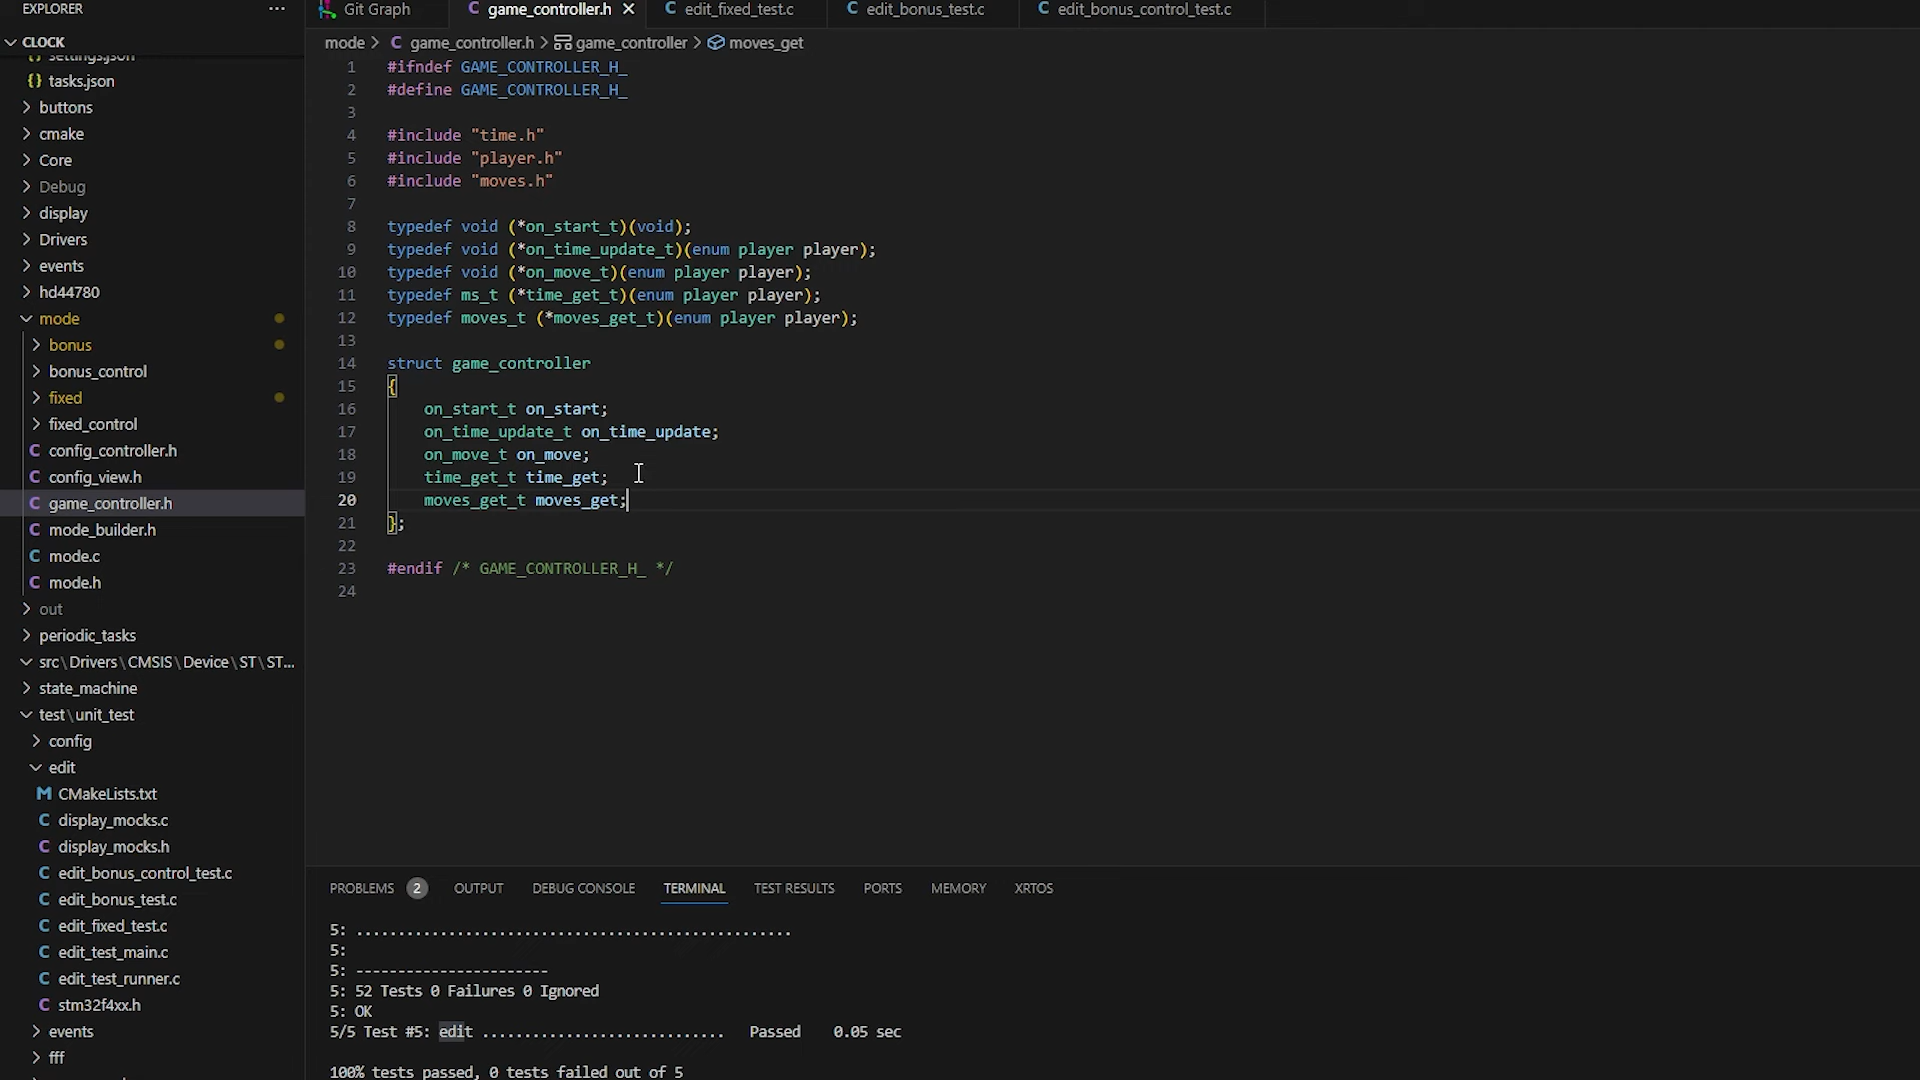 EXPLORER
···
CLOCK
settings.json
tasks.json
buttons
cmake
Core
Debug
display
Drivers
events
hd44780
mode
bonus
bonus_control
fixed
fixed_control
config_controller.h
config_view.h
game_controller.h
mode_builder.h
mode.c
mode.h
out
periodic_tasks
src\Drivers\CMSIS\Device\ST\ST...
state_machine
test\unit_test
config
edit
CMakeLists.txt
display_mocks.c
display_mocks.h
edit_bonus_control_test.c
edit_bonus_test.c
edit_fixed_test.c
edit_test_main.c
edit_test_runner.c
stm32f4xx.h
events
fff
Git Graph
game_controller.h
edit_fixed_test.c
edit_bonus_test.c
edit_bonus_control_test.c
mode > C game_controller.h > game_controller > moves_get
1 #ifndef GAME_CONTROLLER_H_
2 #define GAME_CONTROLLER_H_
3
4 #include "time.h"
5 #include "player.h"
6 #include "moves.h"
7
8 typedef void (*on_start_t)(void);
9 typedef void (*on_time_update_t)(enum player player);
10 typedef void (*on_move_t)(enum player player);
11 typedef ms_t (*time_get_t)(enum player player);
12 typedef moves_t (*moves_get_t)(enum player player);
13
14 struct game_controller
15 {
16 on_start_t on_start;
17 on_time_update_t on_time_update;
18 on_move_t on_move;
19 time_get_t time_get;
20 moves_get_t moves_get;
21 };
22
23 #endif /* GAME_CONTROLLER_H_ */
24
PROBLEMS 2 OUTPUT DEBUG CONSOLE TERMINAL TEST RESULTS PORTS MEMORY XRTOS
5: ....................................................
5:
5: -----------------------
5: 52 Tests 0 Failures 0 Ignored
5: OK
5/5 Test #5: edit ............................. Passed 0.05 sec
100% tests passed, 0 tests failed out of 5